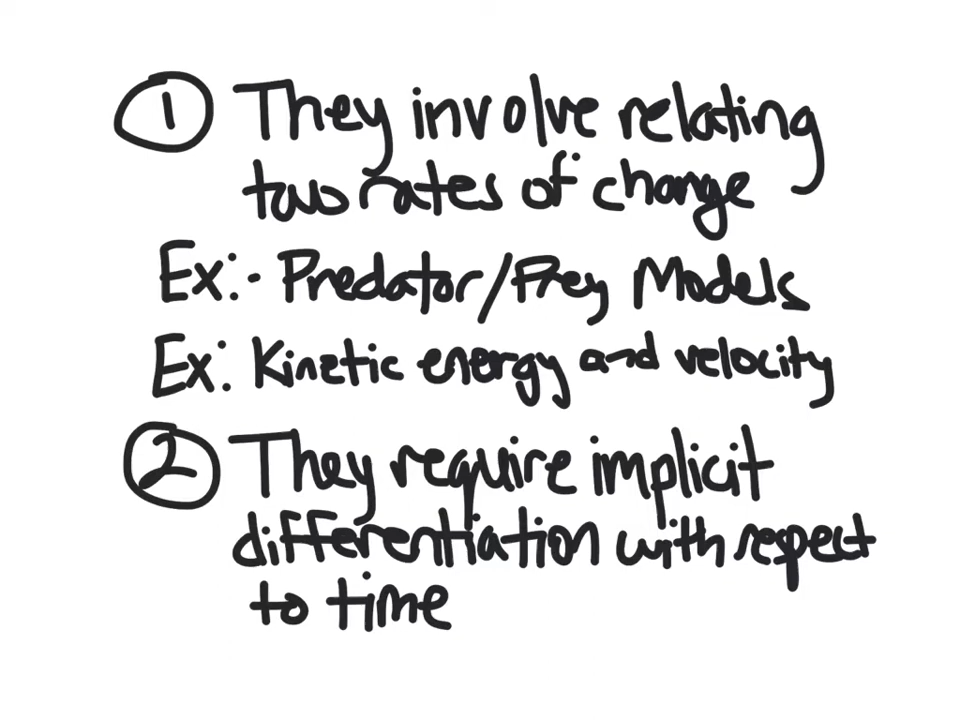 ① They involve relating
two rates of change
Ex:- Predator/Prey Models
Ex: Kinetic energy and velocity
② They require implicit
differentiation with respect
to time